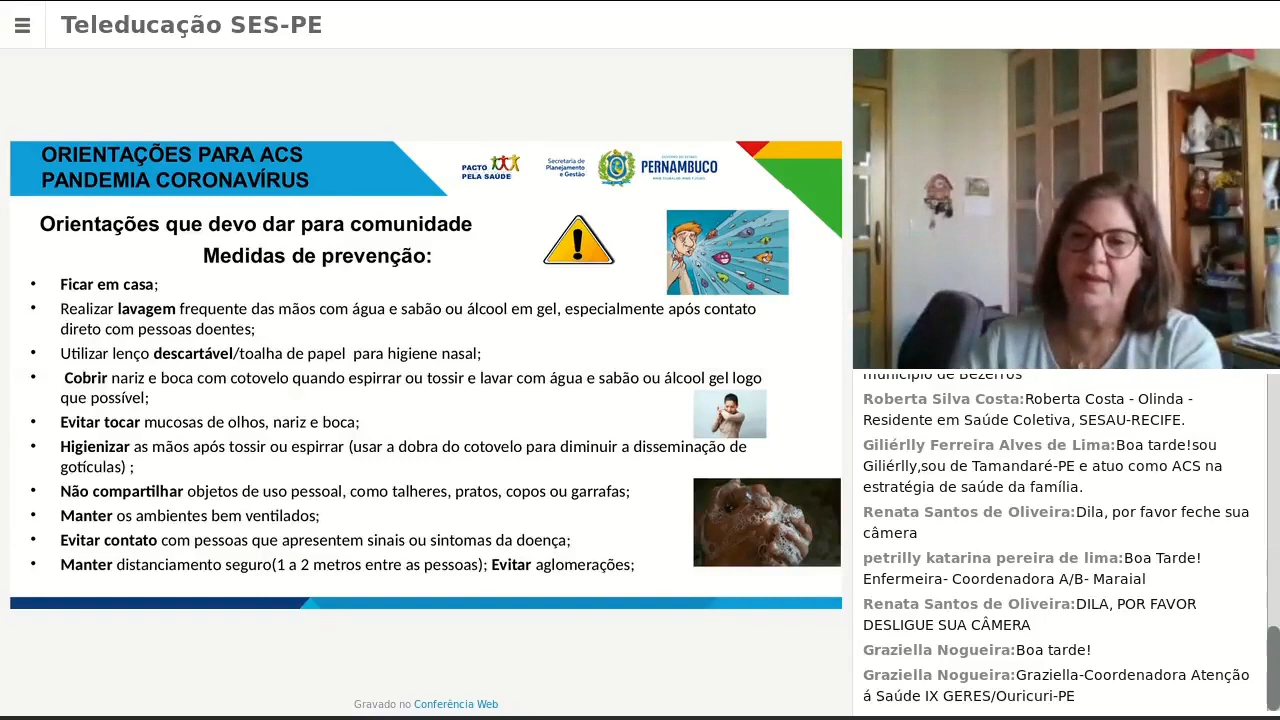 Teleducação SES-PE
ORIENTAÇÕES PARA ACS
PANDEMIA CORONAVÍRUS
PACTO
PELA SAÚDE
Secretaria de
Planejamento
e Gestão
PERNAMBUCO
Orientações que devo dar para comunidade
Medidas de prevenção:
• Ficar em casa;
• Realizar lavagem frequente das mãos com água e sabão ou álcool em gel, especialmente após contato
direto com pessoas doentes;
• Utilizar lenço descartável/toalha de papel para higiene nasal;
• Cobrir nariz e boca com cotovelo quando espirrar ou tossir e lavar com água e sabão ou álcool gel logo
que possível;
• Evitar tocar mucosas de olhos, nariz e boca;
• Higienizar as mãos após tossir ou espirrar (usar a dobra do cotovelo para diminuir a disseminação de
gotículas) ;
• Não compartilhar objetos de uso pessoal, como talheres, pratos, copos ou garrafas;
• Manter os ambientes bem ventilados;
• Evitar contato com pessoas que apresentem sinais ou sintomas da doença;
• Manter distanciamento seguro(1 a 2 metros entre as pessoas); Evitar aglomerações;
Gravado no Conferência Web
município de Bezerros
Roberta Silva Costa:Roberta Costa - Olinda -
Residente em Saúde Coletiva, SESAU-RECIFE.
Giliérlly Ferreira Alves de Lima:Boa tarde!sou
Giliérlly,sou de Tamandaré-PE e atuo como ACS na
estratégia de saúde da família.
Renata Santos de Oliveira:Dila, por favor feche sua
câmera
petrilly katarina pereira de lima:Boa Tarde!
Enfermeira- Coordenadora A/B- Maraial
Renata Santos de Oliveira:DILA, POR FAVOR
DESLIGUE SUA CÂMERA
Graziella Nogueira:Boa tarde!
Graziella Nogueira:Graziella-Coordenadora Atenção
á Saúde IX GERES/Ouricuri-PE